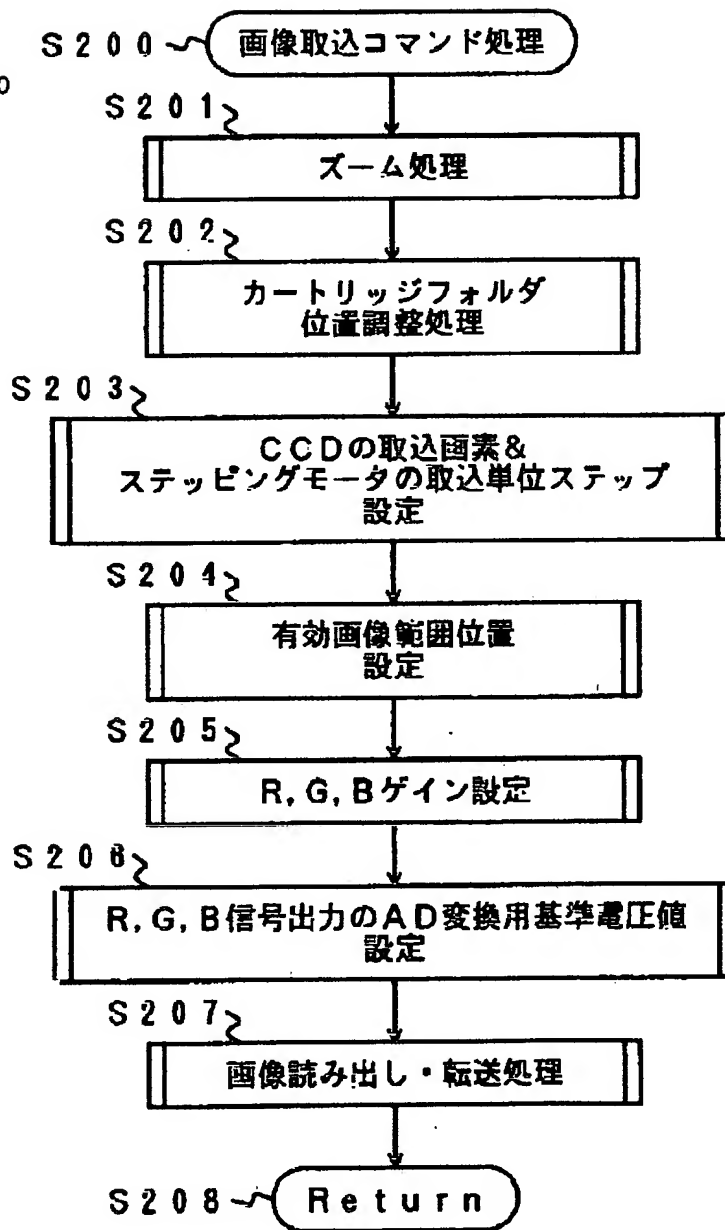 S200 画像取込コマンド処理
S201
ズーム処理
S202
カートリッジフォルダ
位置調整処理
S203
CCDの取込画素&
ステッピングモータの取込単位ステップ
設定
S204
有効画像範囲位置
設定
S205
R,G,Bゲイン設定
S206
R,G,B信号出力のAD変換用基準電圧値
設定
S207
画像読み出し・転送処理
S208 Return